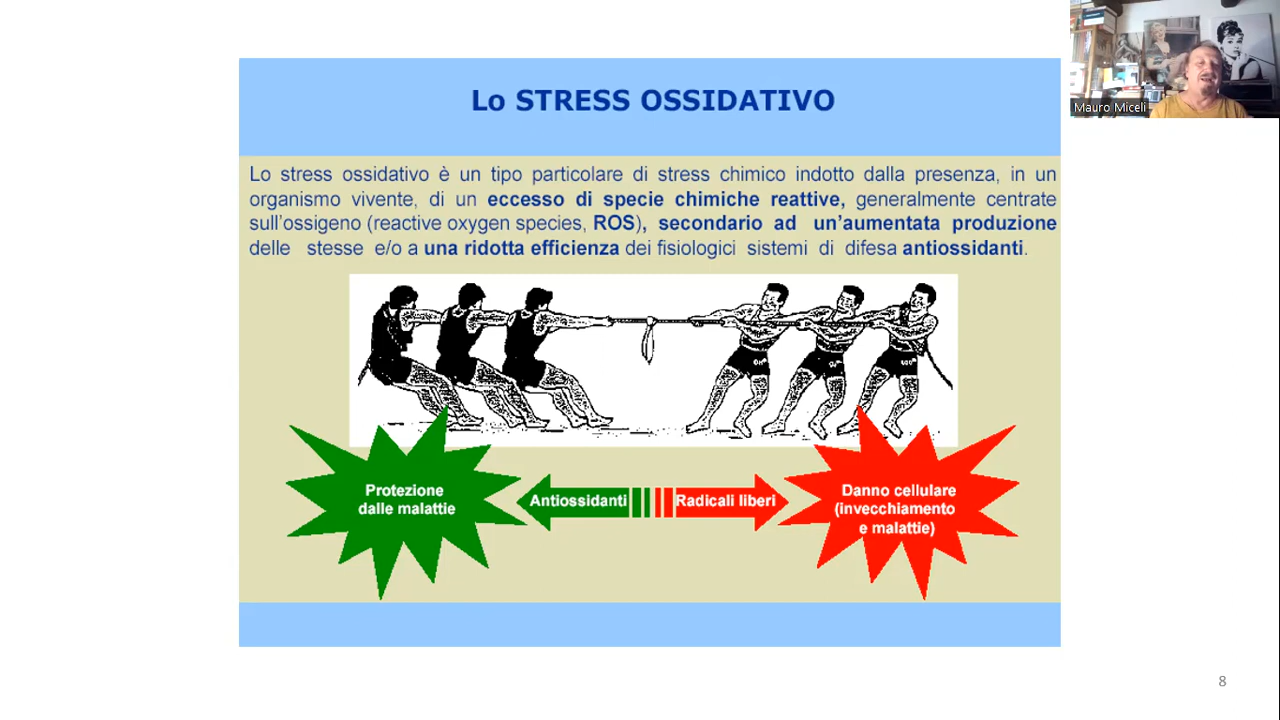 Lo STRESS OSSIDATIVO
Mauro Miceli
Lo stress ossidativo è un tipo particolare di stress chimico indotto dalla presenza, in un
organismo vivente, di un eccesso di specie chimiche reattive, generalmente centrate
sull'ossigeno (reactive oxygen species, ROS), secondario ad un'aumentata produzione
delle stesse e/o a una ridotta efficienza dei fisiologici sistemi di difesa antiossidanti.
Protezione
dalle malattie
Antiossidanti
Radicali liberi
Danno cellulare
(invecchiamento
e malattie)
8